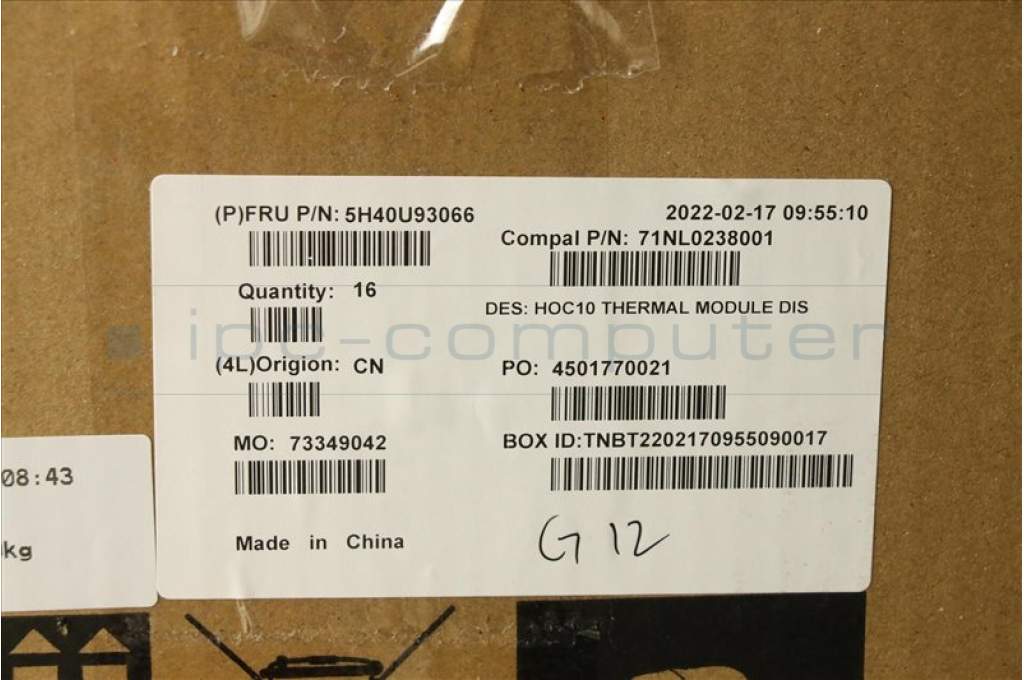 (P)FRU P/N: 5H40U93066
2022-02-17 09:55:10
Compal P/N: 71NL0238001
Quantity: 16
DES: HOC10 THERMAL MODULE DIS
ipc-computer
(4L)Origion: CN
PO: 4501770021
MO: 73349042
BOX ID:TNBT2202170955090017
08:43
Made in China
G12
kg